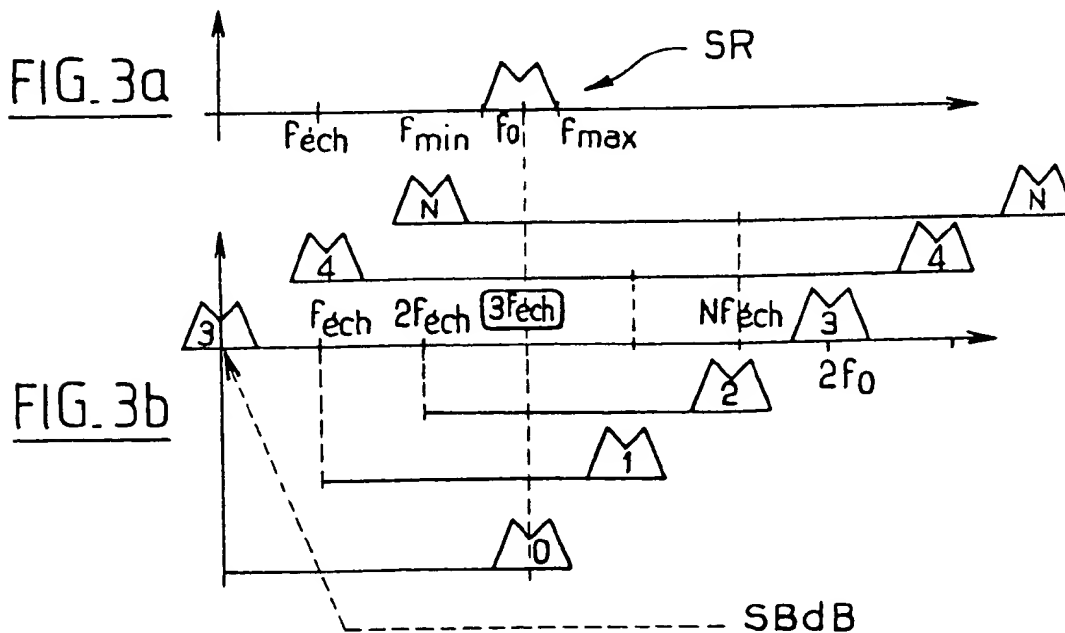 SR
FIG. 3a
féch fmin f0 fmax
N N
4 4
féch 2féch 3féch Nféch
3 3
2f0
FIG. 3b
2
1
0
SBdB